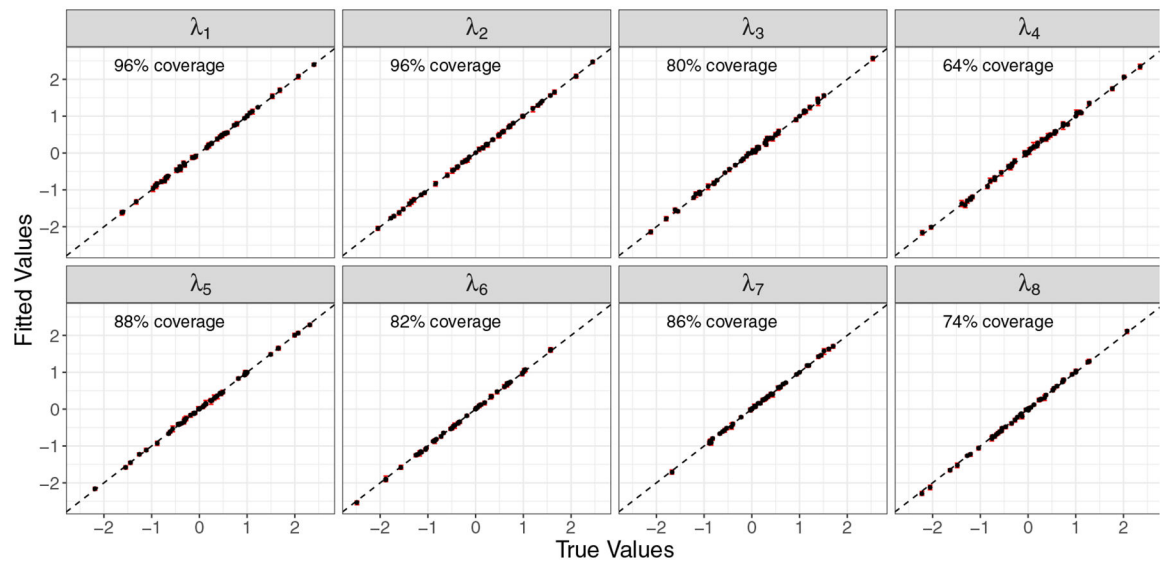 λ1 λ2 λ3 λ4
96% coverage 96% coverage 80% coverage 64% coverage
2
1
0
−1
−2
λ5 λ6 λ7 λ8
88% coverage 82% coverage 86% coverage 74% coverage
2
1
0
−1
−2
−2 −1 0 1 2 −2 −1 0 1 2 −2 −1 0 1 2 −2 −1 0 1 2
Fitted Values
True Values